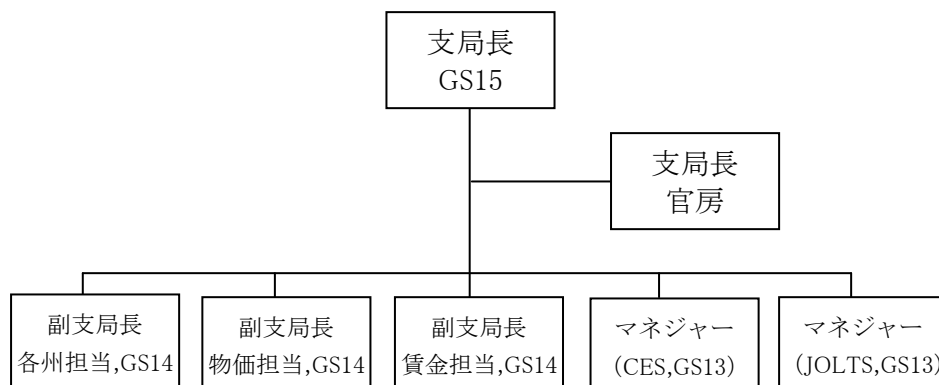 支局長
GS15
支局長
官房
副支局長
各州担当,GS14
副支局長
物価担当,GS14
副支局長
賃金担当,GS14
マネジャー
(CES,GS13)
マネジャー
(JOLTS,GS13)